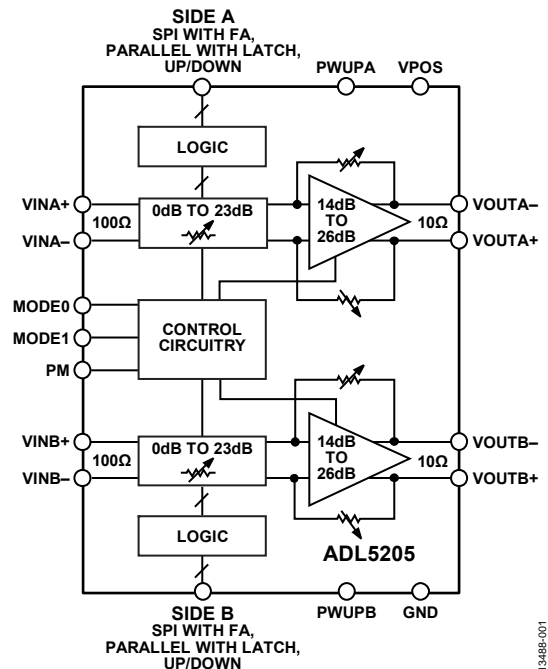 SIDE A
SPI WITH FA,
PARALLEL WITH LATCH,
UP/DOWN
PWUPA
VPOS
LOGIC
VINA+
100Ω
VINA–
0dB TO 23dB
14dB
TO
26dB
10Ω
VOUTA–
VOUTA+
MODE0
MODE1
PM
CONTROL
CIRCUITRY
VINB+
100Ω
VINB–
0dB TO 23dB
14dB
TO
26dB
10Ω
VOUTB–
VOUTB+
LOGIC
ADL5205
SIDE B
SPI WITH FA,
PARALLEL WITH LATCH,
UP/DOWN
PWUPB
GND
13488-001